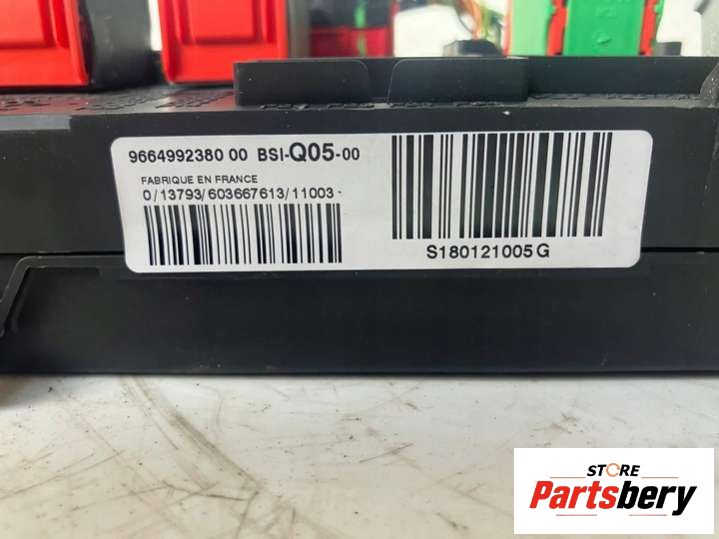 9664992380 00 BSI-Q05-00
FABRIQUE EN FRANCE
0/13793/603667613/11003-
S180121005G
STORE
Partsbery